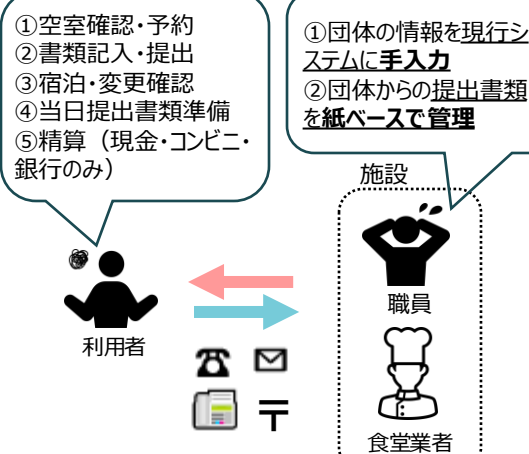 ①空室確認・予約
②書類記入・提出
③宿泊・変更確認
④当日提出書類準備
⑤精算（現金・コンビニ・
銀行のみ）
①団体の情報を現行シ
ステムに手入力
②団体からの提出書類
を紙ベースで管理
施設
職員
利用者
〒
食堂業者